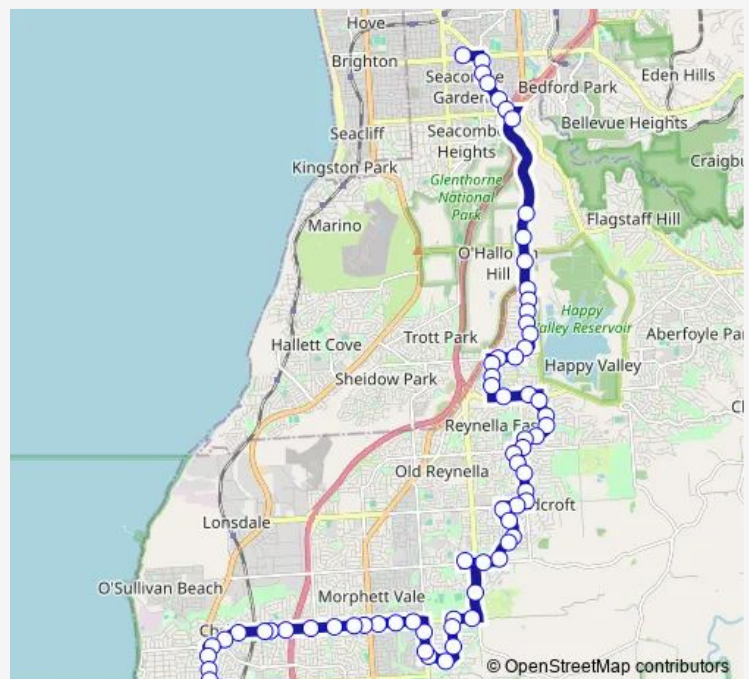 Hove
Brighton
Eden Hills
Bedford Park
Bellevue Heights
Seacliff
Heights
Kingston Park
Glenthorne
National
Park
Flagstaff Hill
Marino
Hill
Happy
Valley Reservoir
Trott Park
Hallett Cove
Happy Valley
Sheidow Park
Reynella
Old Reynella
Lonsdale
O'Sullivan Beach
Morphett Vale
© OpenStreetMap contributors